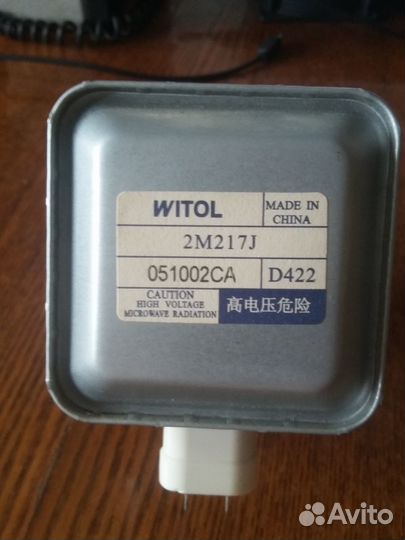 WITOL
MADE IN
CHINA
2M217J
051002CA
D422
CAUTION
HIGH VOLTAGE
MICROWAVE RADIATION
高电压危险
Avito